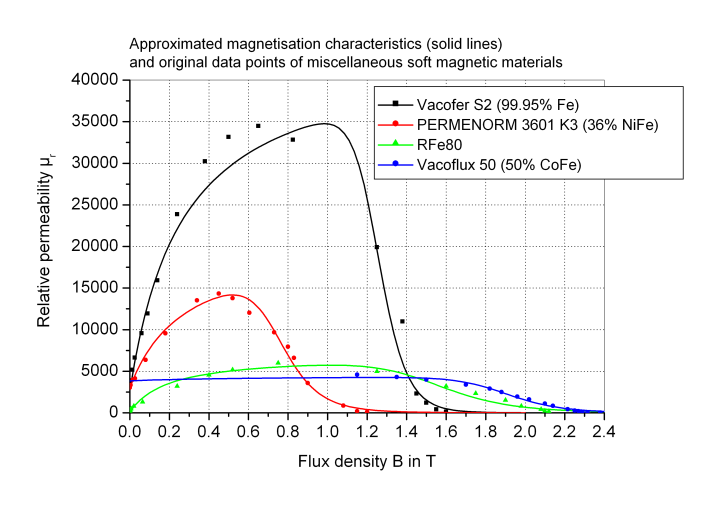 Approximated magnetisation characteristics (solid lines)
and original data points of miscellaneous soft magnetic materials
40000
35000
30000
25000
20000
15000
10000
5000
0
Relative permeability μr
Vacofer S2 (99.95% Fe)
PERMENORM 3601 K3 (36% NiFe)
RFe80
Vacoflux 50 (50% CoFe)
0.0 0.2 0.4 0.6 0.8 1.0 1.2 1.4 1.6 1.8 2.0 2.2 2.4
Flux density B in T